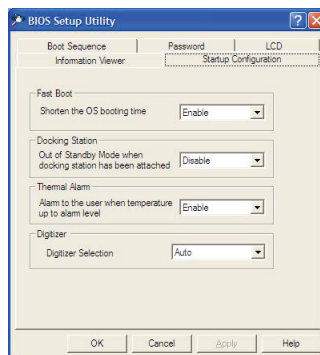 BIOS Setup Utility
Boot Sequence Password LCD
Information Viewer Startup Configuration
Fast Boot
Shorten the OS booting time Enable
Docking Station
Out of Standby Mode when
docking station has been attached Disable
Thermal Alarm
Alarm to the user when temperature
up to alarm level Enable
Digitizer
Digitizer Selection Auto
OK Cancel Apply Help